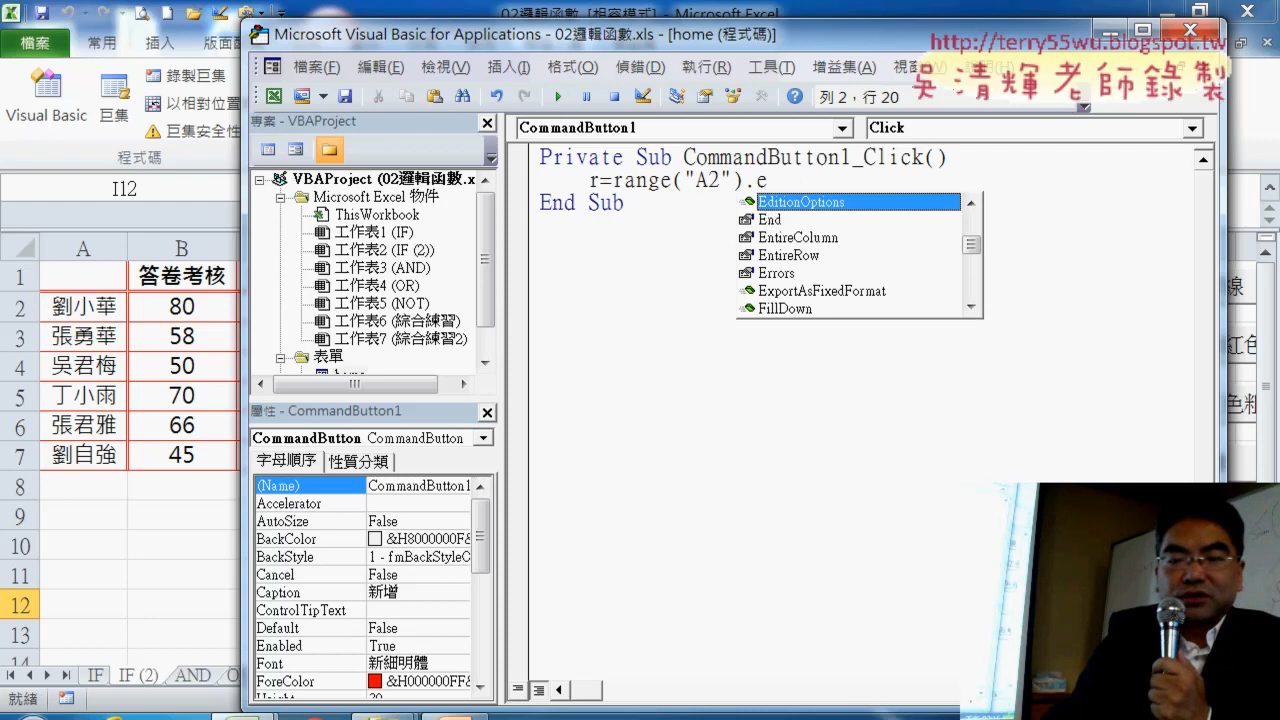 02邏輯函數 [相容模式] - Microsoft Excel
檔案
常用
插入
版面
Visual Basic
巨集
錄製巨集
以相對位置
巨集安全性
程式碼
I12
A
B
1 答卷考核
2 劉小華 80
3 張勇華 58
4 吳君梅 50
5 丁小雨 70
6 張君雅 66
7 劉自強 45
8
9
10
11
12
13
14
IF
IF (2)
AND
就緒
Microsoft Visual Basic for Applications - 02邏輯函數.xls - [home (程式碼)]
http://terry55wu.blogspot.tw
吳清輝老師錄製
檔案(F) 編輯(E) 檢視(V) 插入(I) 格式(O) 偵錯(D) 執行(R) 工具(T) 增益集(A)
列 2，行 20
專案 - VBAProject
VBAProject (02邏輯函數.x
Microsoft Excel 物件
ThisWorkbook
工作表1 (IF)
工作表2 (IF (2))
工作表3 (AND)
工作表4 (OR)
工作表5 (NOT)
工作表6 (綜合練習)
工作表7 (綜合練習2)
表單
屬性 - CommandButton1
CommandButton CommandButton
字母順序 性質分類
(Name) CommandButton1
Accelerator
AutoSize False
BackColor &H8000000F&
BackStyle 1 - fmBackStyleO
Cancel False
Caption 新增
ControlTipText
Default False
Enabled True
Font 新細明體
ForeColor &H000000FF&
CommandButton1
Click
Private Sub CommandButton1_Click()
r=range("A2").e
End Sub
EditionOptions
End
EntireColumn
EntireRow
Errors
ExportAsFixedFormat
FillDown
線
紅色